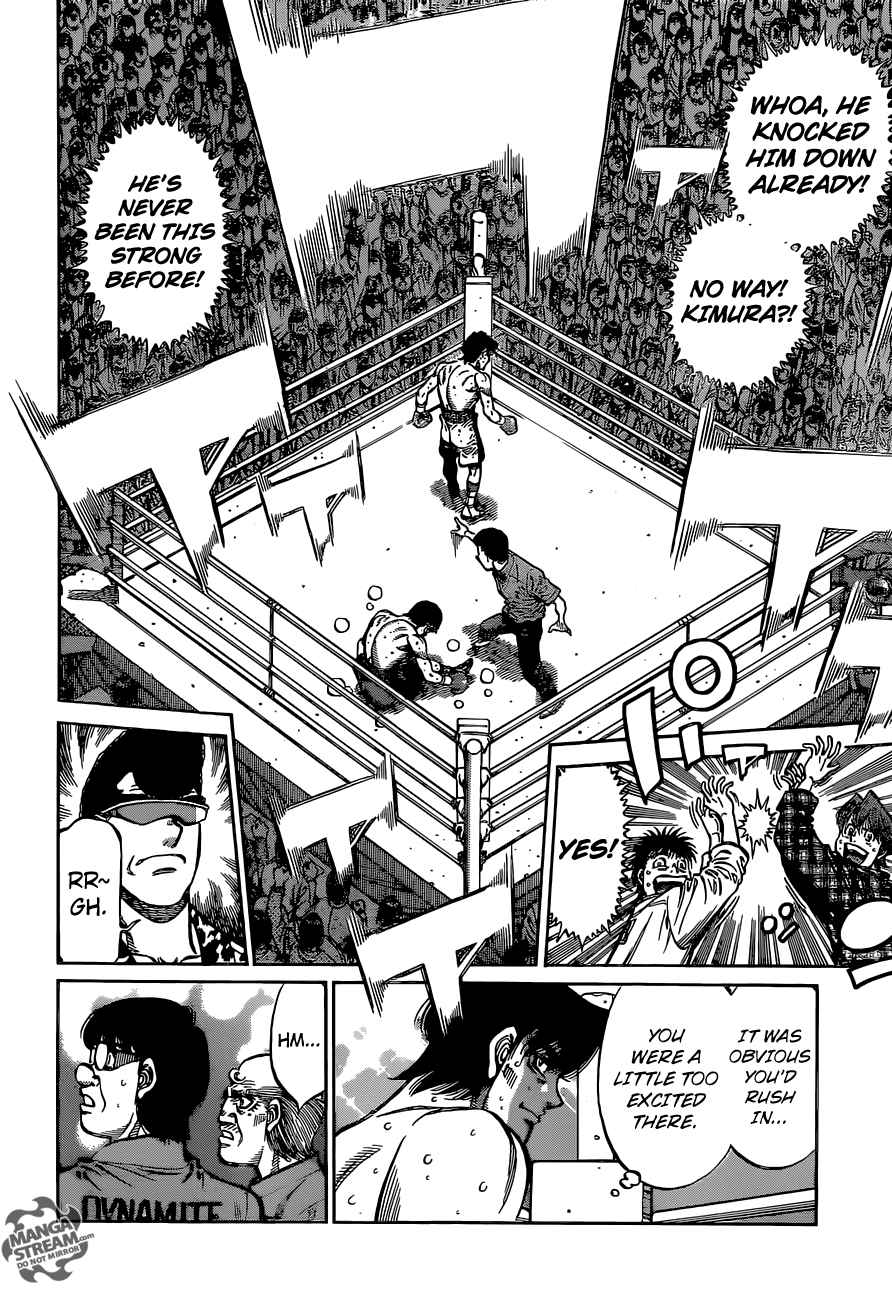 WHOA, HE
KNOCKED
HIM DOWN
ALREADY!
NO WAY!
KIMURA?!
HE'S
NEVER
BEEN THIS
STRONG
BEFORE!
YES!
RR~
GH.
IT WAS
OBVIOUS
YOU'D
RUSH
IN...
YOU
WERE A
LITTLE TOO
EXCITED
THERE.
HM...
DYNAMITE
MANGA
STREAM.com
DO NOT MIRROR